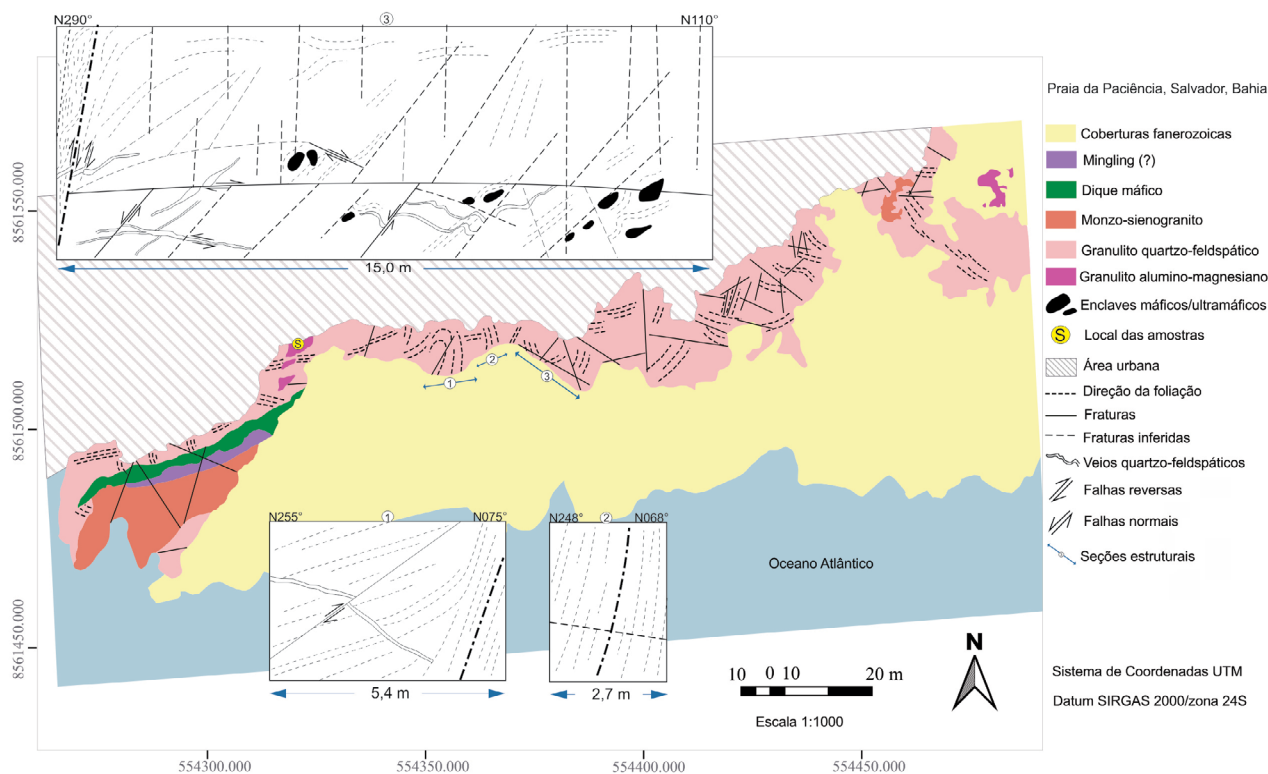 N290°
③
N110°
15,0 m
Praia da Paciência, Salvador, Bahia
Coberturas fanerozoicas
Mingling (?)
Dique máfico
Monzo-sienogranito
Granulito quartzo-feldspático
Granulito alumino-magnesiano
Enclaves máficos/ultramáficos
S
Local das amostras
Área urbana
Direção da foliação
Fraturas
Fraturas inferidas
Veios quartzo-feldspáticos
Falhas reversas
Falhas normais
Seções estruturais
8561550.000
8561500.000
8561450.000
S
①
②
③
N255°
①
N075°
5,4 m
N248°
②
N068°
2,7 m
Oceano Atlântico
N
10 0 10 20 m
Escala 1:1000
Sistema de Coordenadas UTM
Datum SIRGAS 2000/zona 24S
554300.000
554350.000
554400.000
554450.000